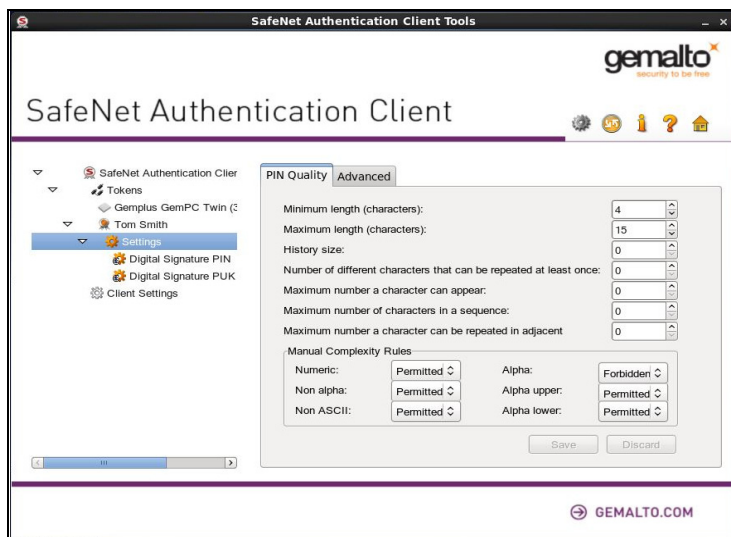 SafeNet Authentication Client Tools
gemalto
security to be free
SafeNet Authentication Client
SafeNet Authentication Clier
Tokens
Gemplus GemPC Twin (3
Tom Smith
Settings
Digital Signature PIN
Digital Signature PUK
Client Settings
PIN Quality
Advanced
Minimum length (characters): 4
Maximum length (characters): 15
History size: 0
Number of different characters that can be repeated at least once: 0
Maximum number a character can appear: 0
Maximum number of characters in a sequence: 0
Maximum number a character can be repeated in adjacent 0
Manual Complexity Rules
Numeric: Permitted Alpha: Forbidden
Non alpha: Permitted Alpha upper: Permitted
Non ASCII: Permitted Alpha lower: Permitted
Save Discard
GEMALTO.COM